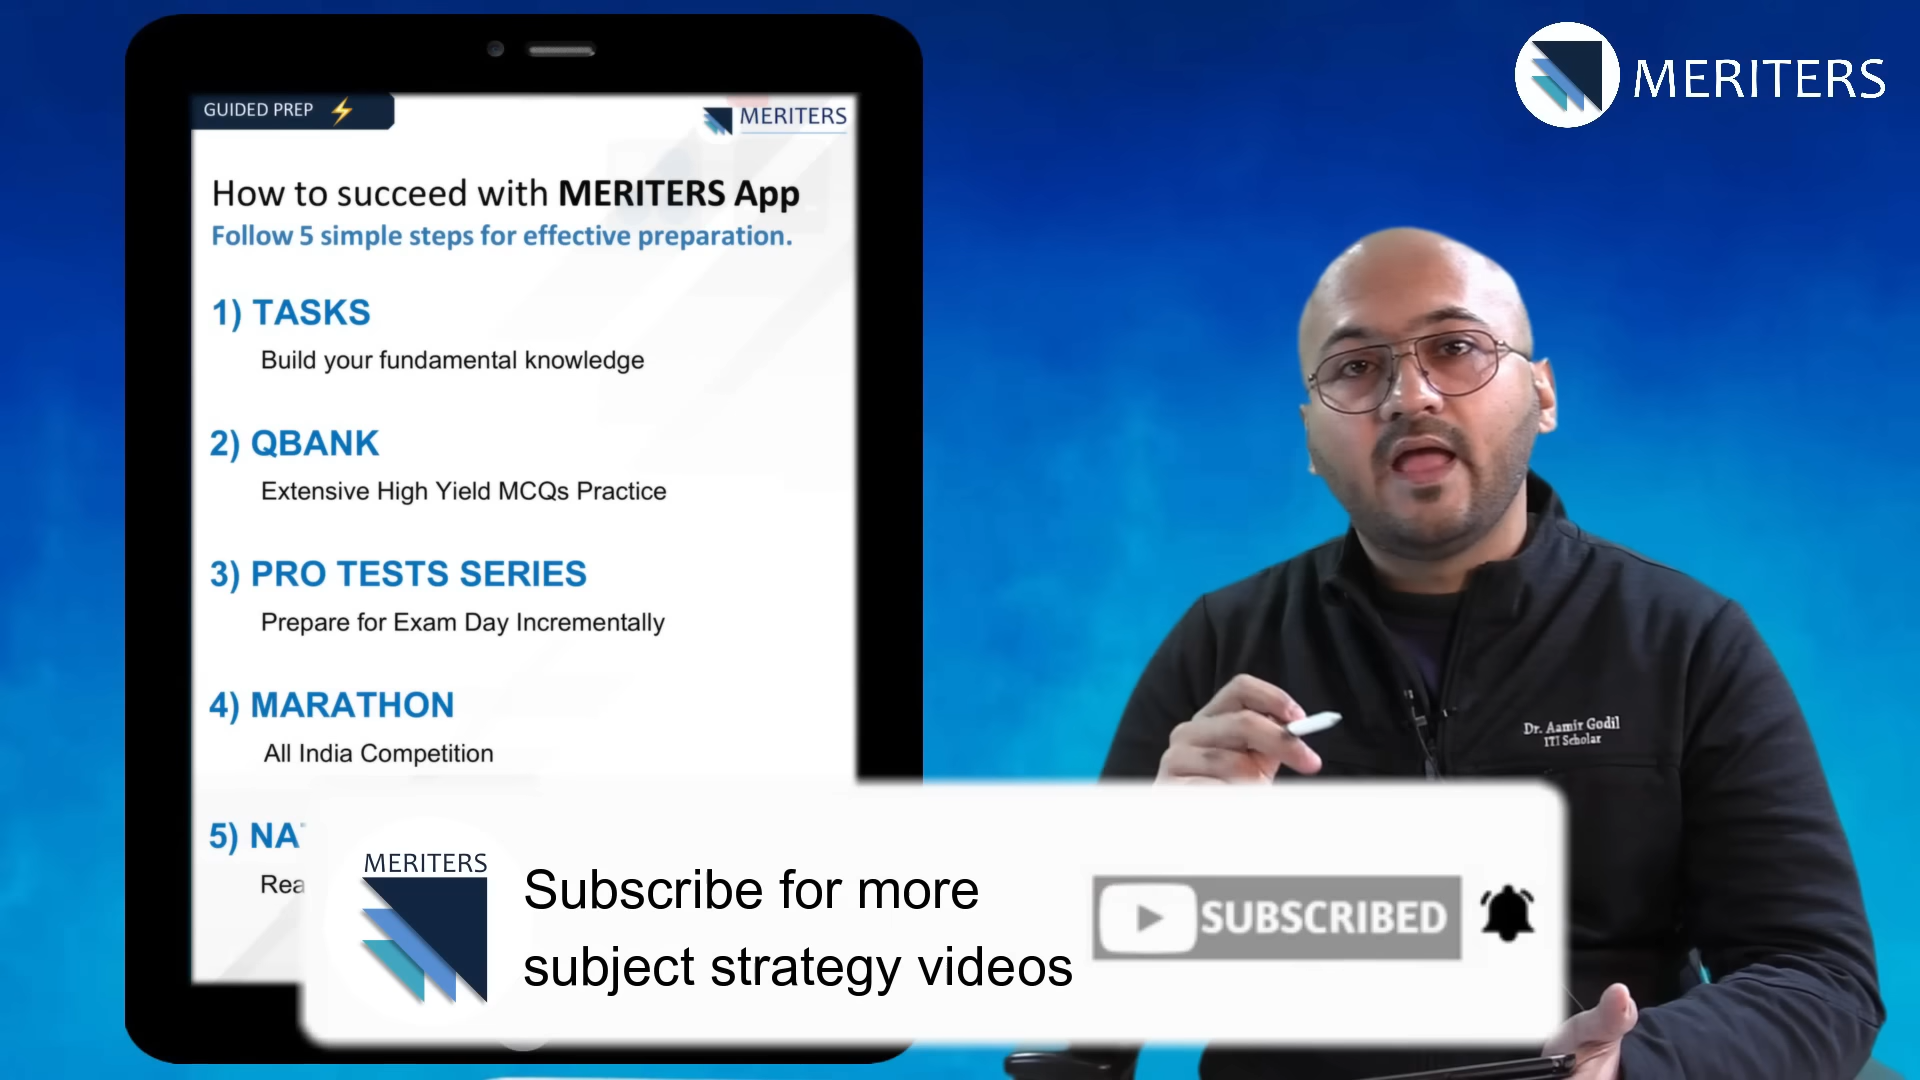 GUIDED PREP
MERITERS
How to succeed with MERITERS App
Follow 5 simple steps for effective preparation.
1) TASKS
Build your fundamental knowledge
2) QBANK
Extensive High Yield MCQs Practice
3) PRO TESTS SERIES
Prepare for Exam Day Incrementally
4) MARATHON
All India Competition
5) NA
Rea
MERITERS
Subscribe for more
subject strategy videos
SUBSCRIBED
MERITERS
Dr. Aamir Godil
ITI Scholar